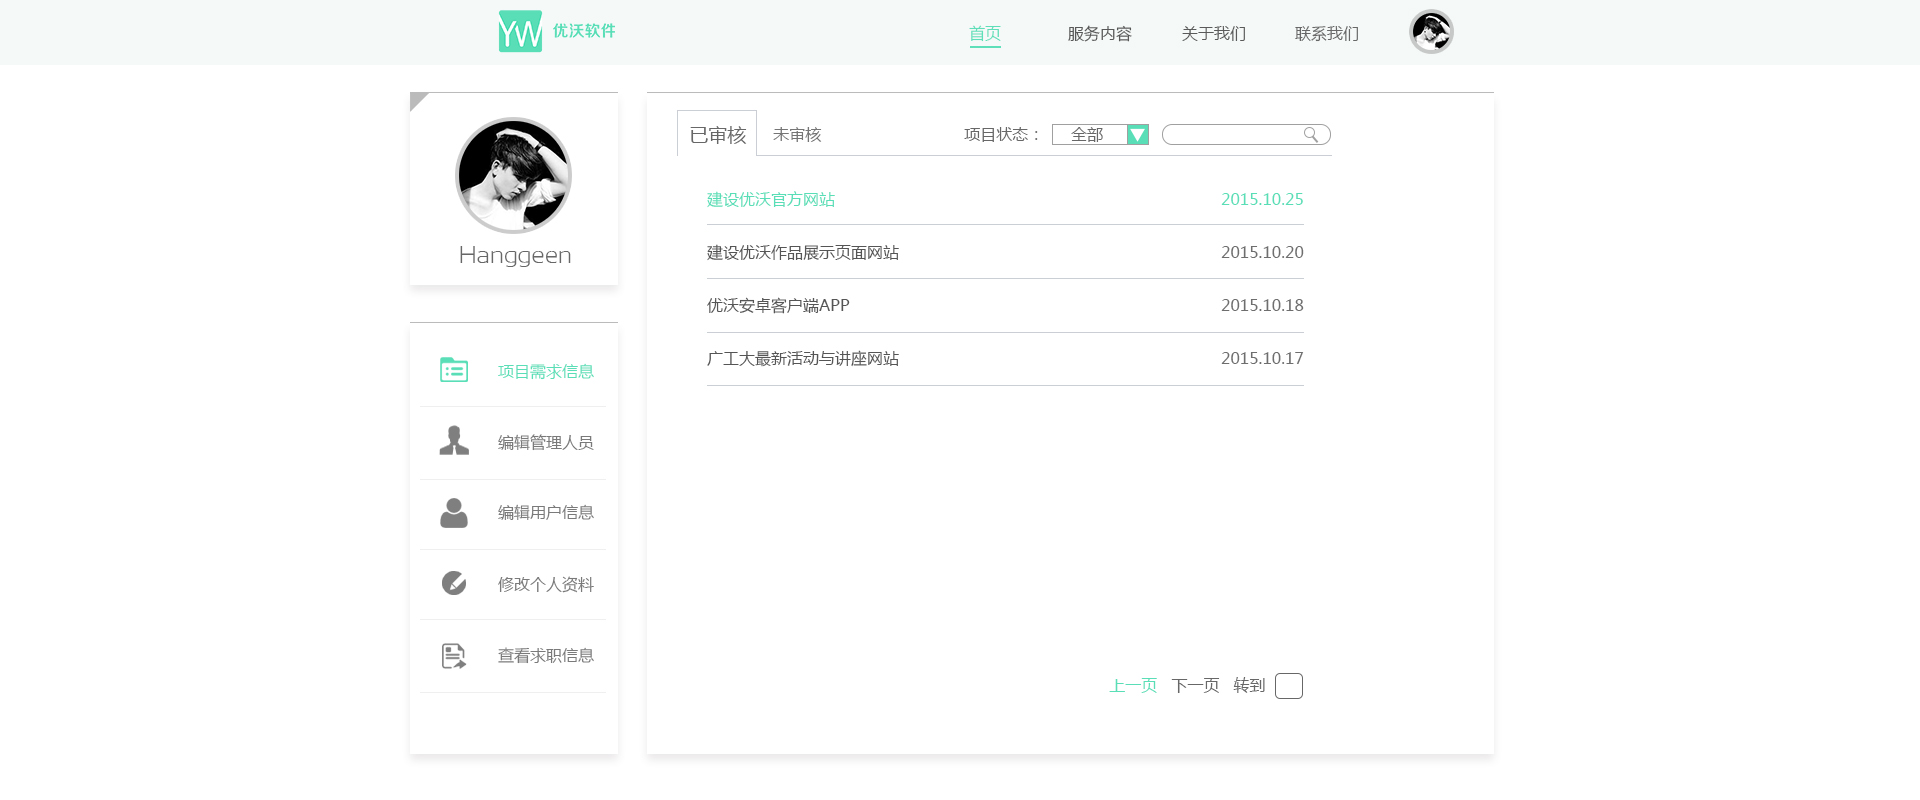 YW 优沃软件 首页 服务内容 关于我们 联系我们
Hanggeen
项目需求信息
编辑管理人员
编辑用户信息
修改个人资料
查看求职信息
已审核 未审核 项目状态： 全部
建设优沃官方网站 2015.10.25
建设优沃作品展示页面网站 2015.10.20
优沃安卓客户端APP 2015.10.18
广工大最新活动与讲座网站 2015.10.17
上一页 下一页 转到